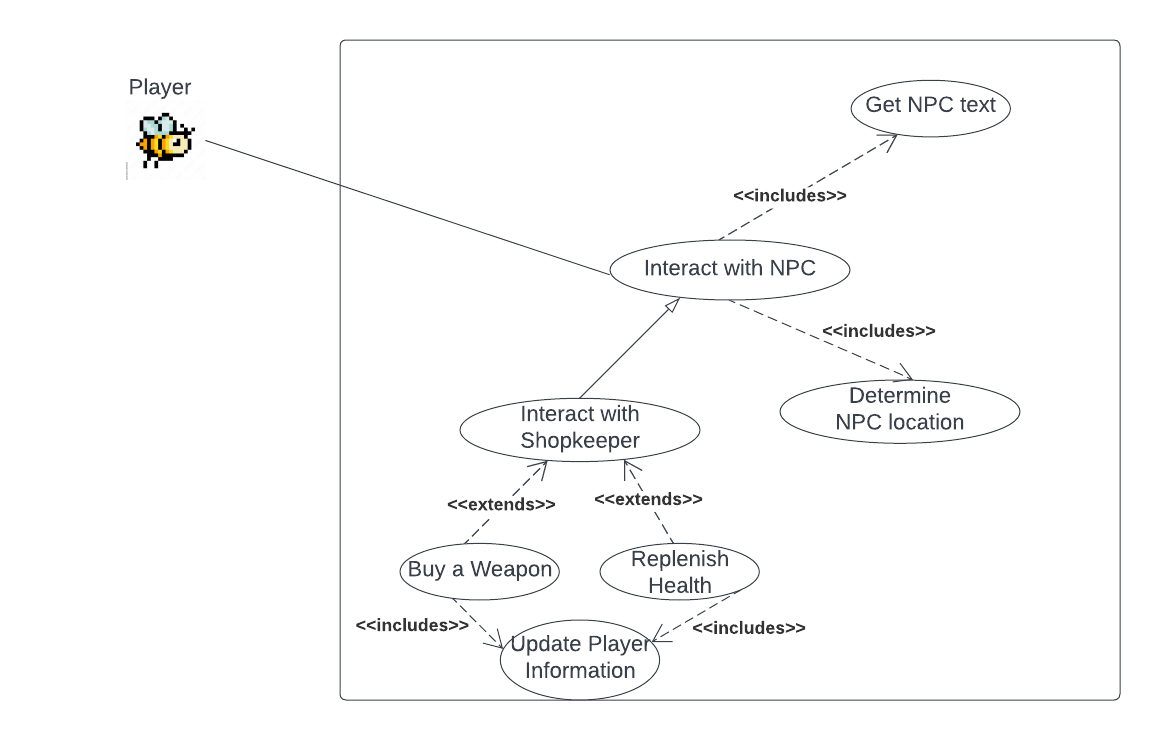 Player
Get NPC text
<<includes>>
Interact with NPC
<<includes>>
Determine
NPC location
Interact with
Shopkeeper
<<extends>>
<<extends>>
Buy a Weapon
Replenish
Health
<<includes>>
<<includes>>
Update Player
Information